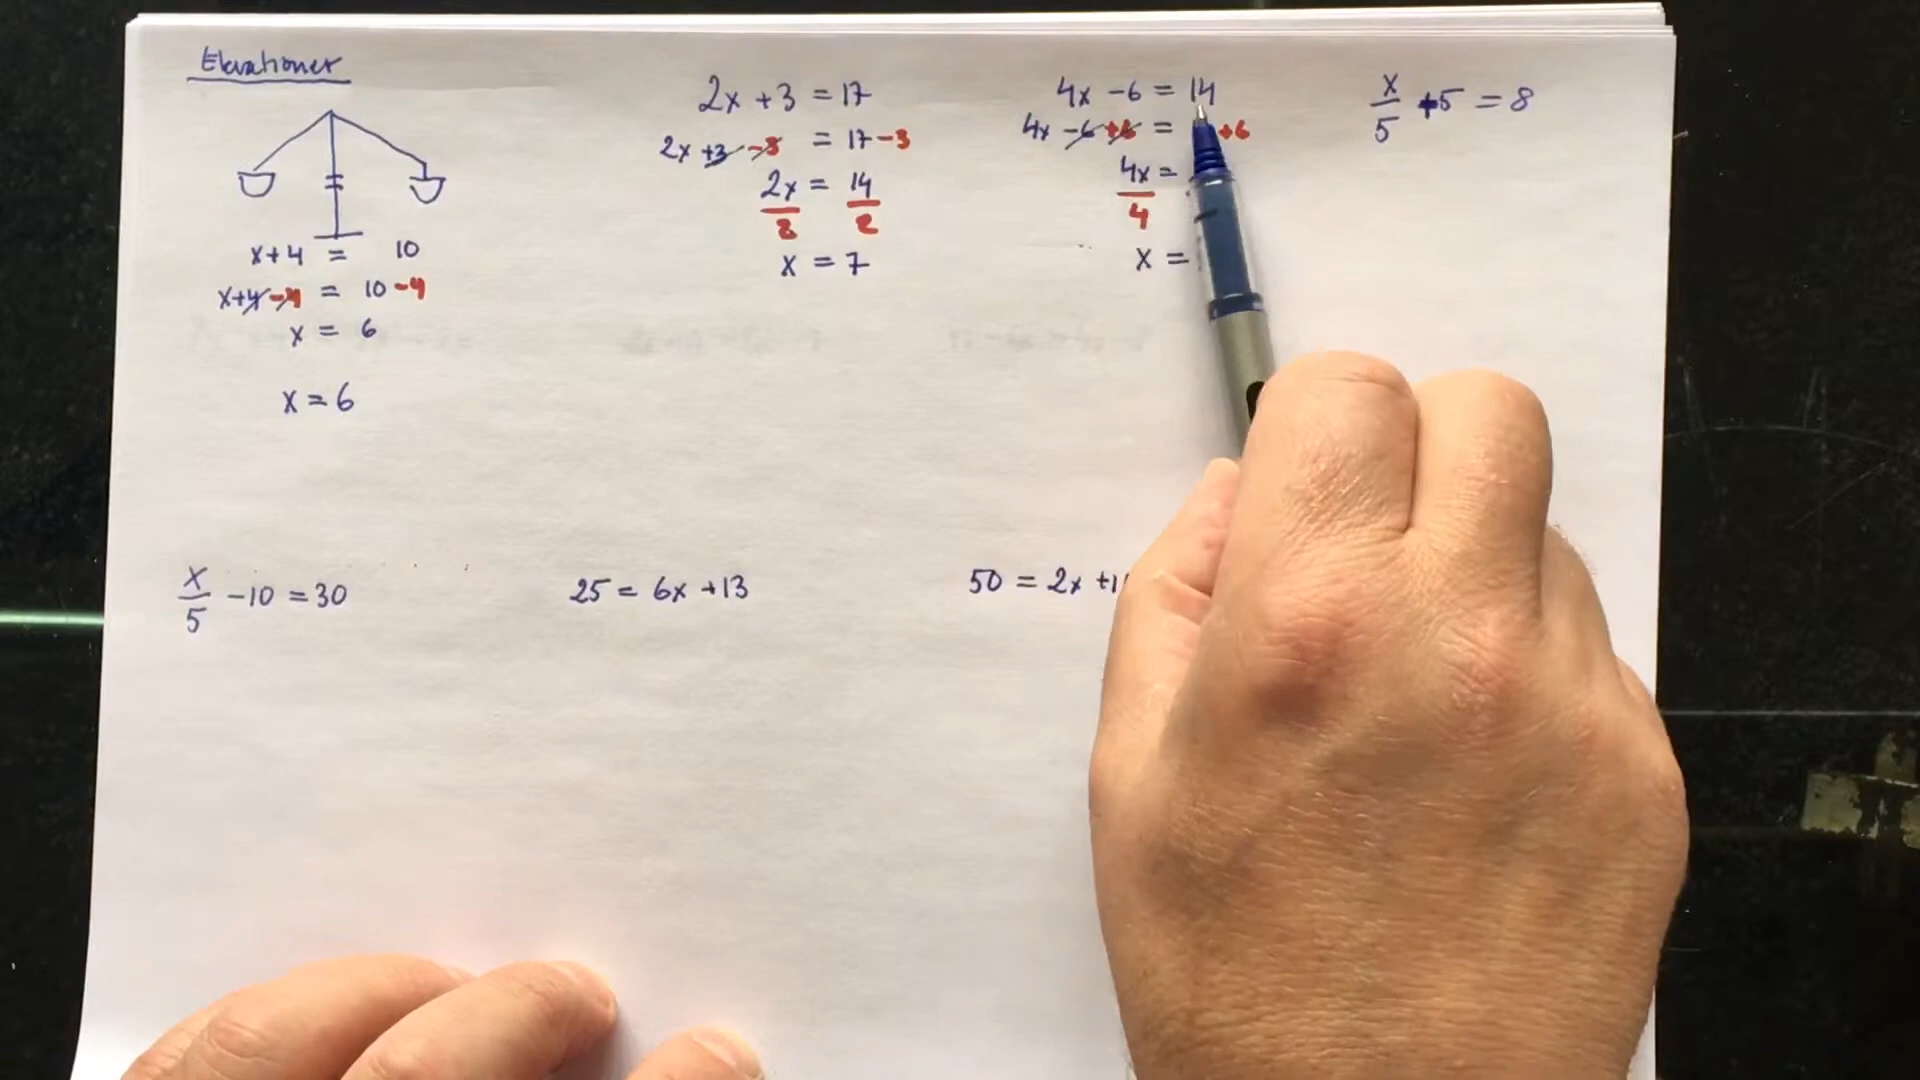 Ekvationer
x+4 = 10
x+4-4 = 10-4
x = 6
x = 6
2x+3 = 17
2x+3-3 = 17-3
2x/2 = 14/2
x = 7
4x-6 = 14
4x-6+6 = +6
4x/4 =
x =
x/5 +5 = 8
x/5 -10 = 30
25 = 6x+13
50 = 2x+1